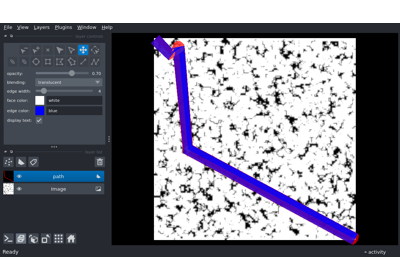 File View Layers Plugins Window Help
opacity: 0.70
blending: translucent
edge width:
face color: white
edge color: blue
display text:
path
Image
Ready activity